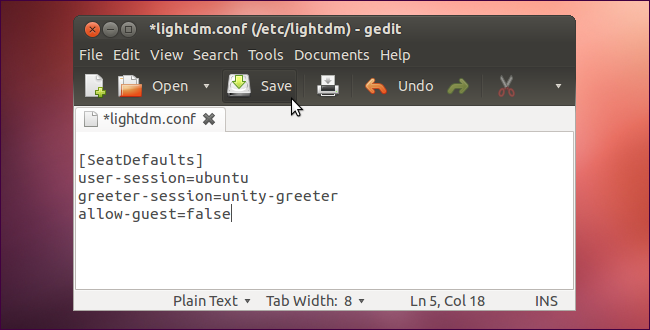 *lightdm.conf (/etc/lightdm) - gedit
File Edit View Search Tools Documents Help
Open Save Undo
*lightdm.conf
[SeatDefaults]
user-session=ubuntu
greeter-session=unity-greeter
allow-guest=false
Plain Text Tab Width: 8 Ln 5, Col 18 INS